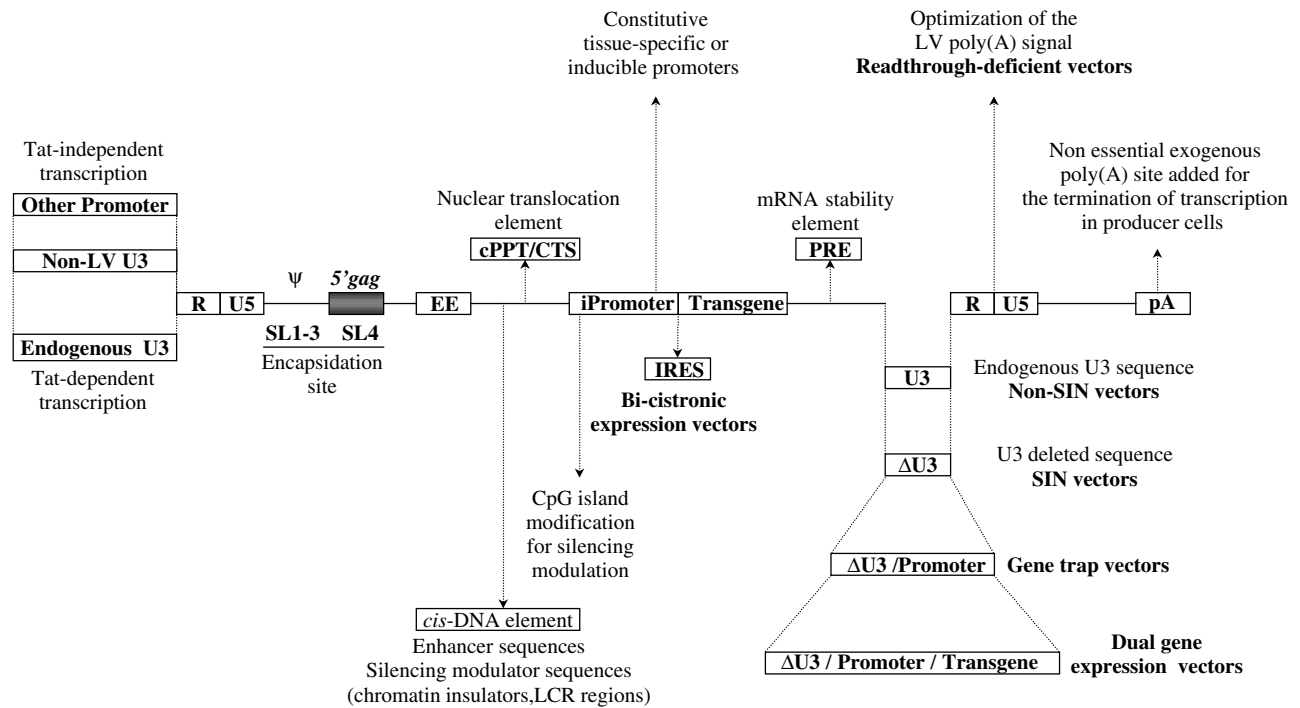 Constitutive
tissue-specific or
inducible promoters
Optimization of the
LV poly(A) signal
Readthrough-deficient vectors
Tat-independent
transcription
Other Promoter
Non-LV U3
Endogenous U3
Tat-dependent
transcription
R U5
ψ
SL1-3
5'gag
SL4
Encapsidation
site
EE
Nuclear translocation
element
cPPT/CTS
iPromoter Transgene
mRNA stability
element
PRE
Non essential exogenous
poly(A) site added for
the termination of transcription
in producer cells
R U5
pA
IRES
Bi-cistronic
expression vectors
CpG island
modification
for silencing
modulation
cis-DNA element
Enhancer sequences
Silencing modulator sequences
(chromatin insulators,LCR regions)
U3
Endogenous U3 sequence
Non-SIN vectors
ΔU3
U3 deleted sequence
SIN vectors
ΔU3 /Promoter
Gene trap vectors
ΔU3 / Promoter / Transgene
Dual gene
expression vectors